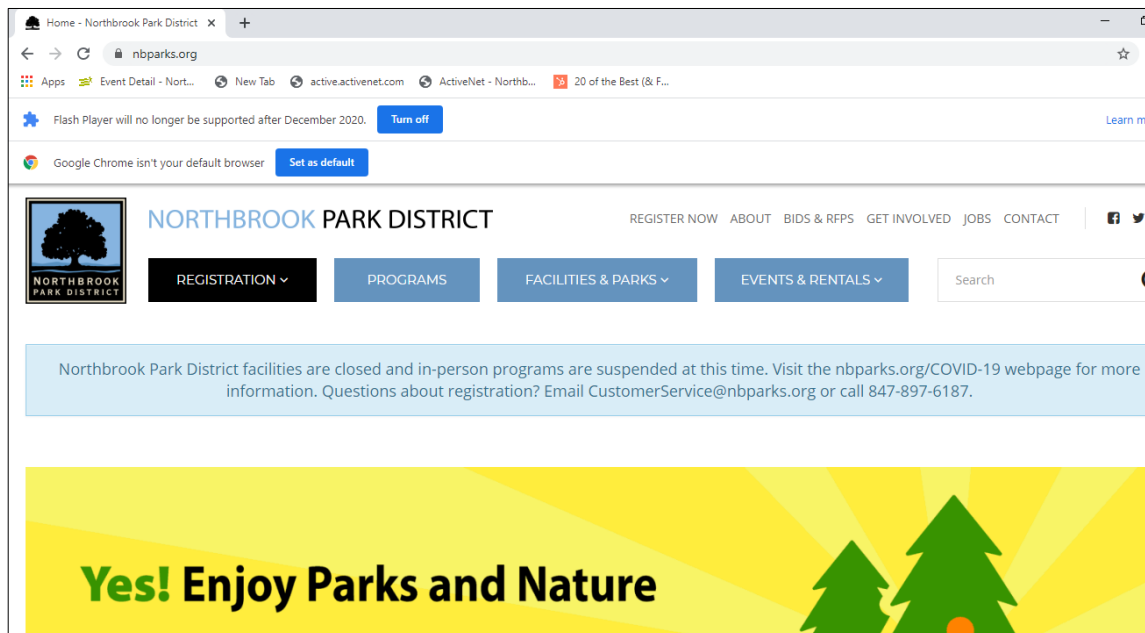 Home - Northbrook Park District
nbparks.org
Apps Event Detail - Nort... New Tab active.activenet.com ActiveNet - Northb... 20 of the Best (& F...
Flash Player will no longer be supported after December 2020. Turn off
Learn m
Google Chrome isn't your default browser Set as default
NORTHBROOK PARK DISTRICT
NORTHBROOK PARK DISTRICT
REGISTER NOW ABOUT BIDS & RFPS GET INVOLVED JOBS CONTACT
REGISTRATION PROGRAMS FACILITIES & PARKS EVENTS & RENTALS Search
Northbrook Park District facilities are closed and in-person programs are suspended at this time. Visit the nbparks.org/COVID-19 webpage for more
information. Questions about registration? Email CustomerService@nbparks.org or call 847-897-6187.
Yes! Enjoy Parks and Nature